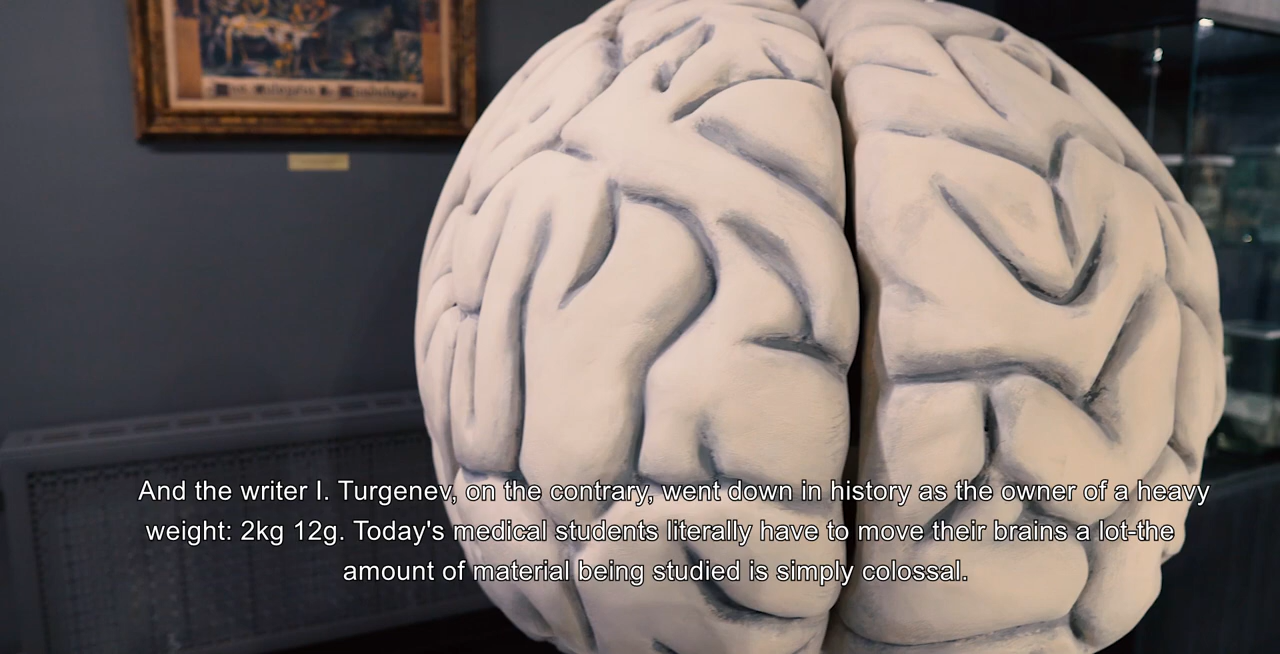 And the writer I. Turgenev, on the contrary, went down in history as the owner of a heavy
weight: 2kg 12g. Today's medical students literally have to move their brains a lot-the
amount of material being studied is simply colossal.